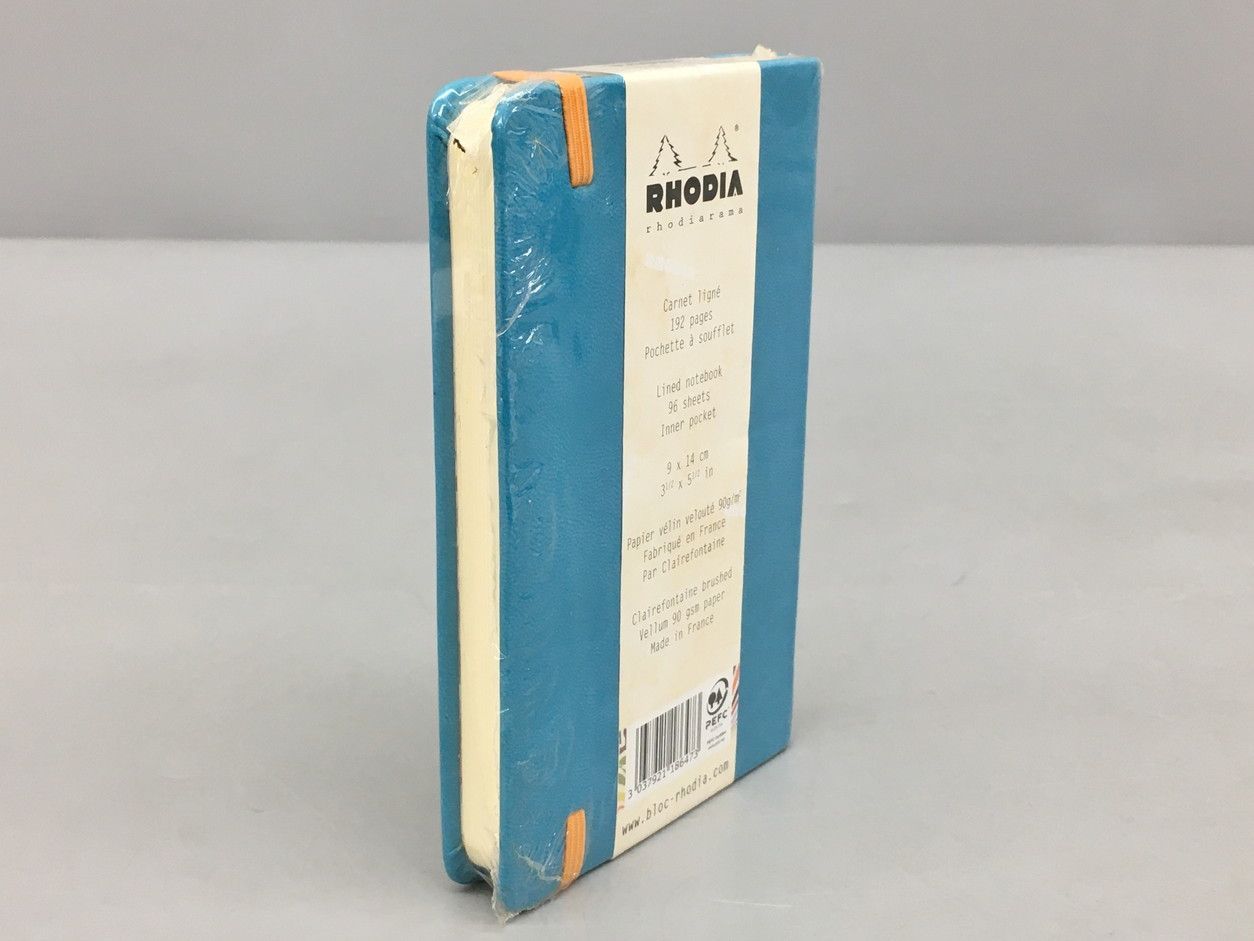 ®
RHODIA
rhodiarama
Carnet ligné
192 pages
Pochette à soufflet
Lined notebook
96 sheets
Inner pocket
9 x 14 cm
3 1/2 x 5 1/2 in
Papier vélin velouté 90g/m²
Fabriqué en France
Par Clairefontaine
Clairefontaine brushed
Vellum 90 gsm paper
Made in France
PEFC
3 037921 186473
www.bloc-rhodia.com